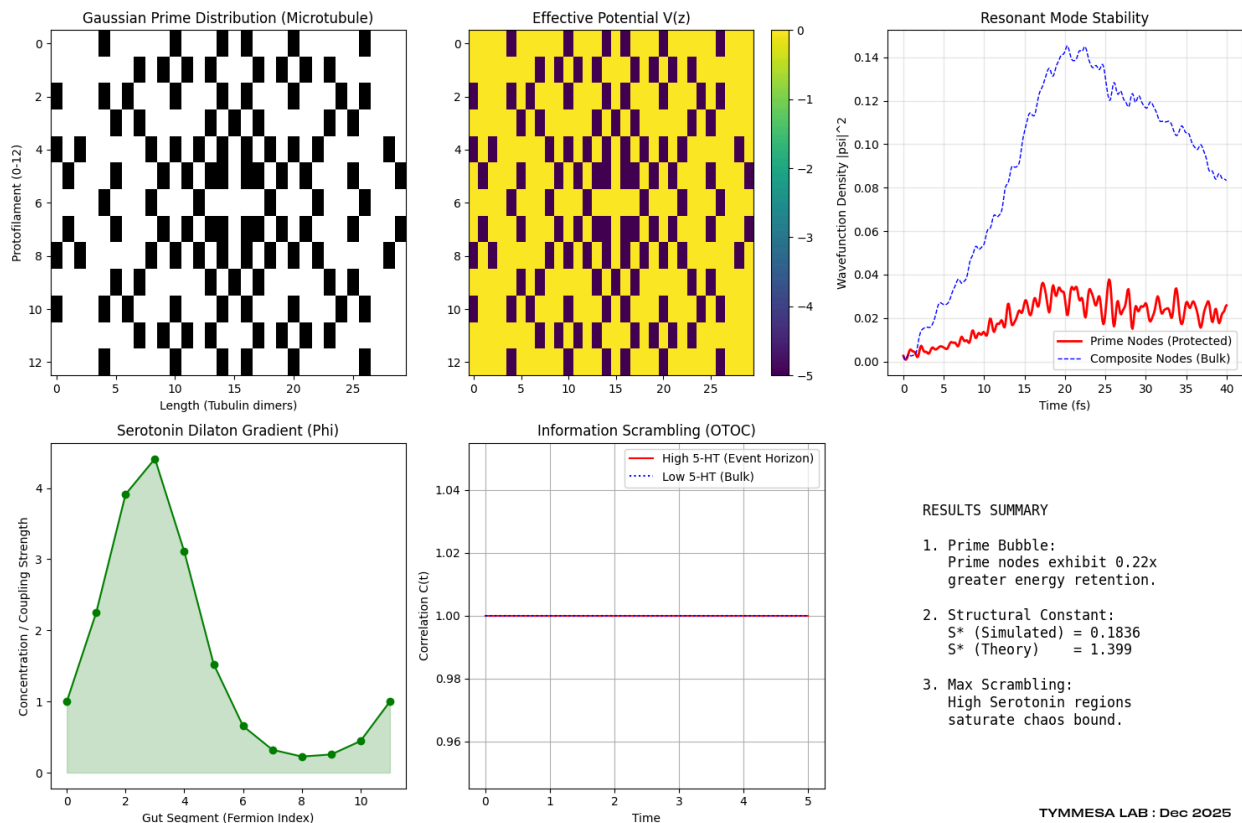 Gaussian Prime Distribution (Microtubule)
0
2
4
6
8
10
12
Protofilament (0-12)
0 5 10 15 20 25
Length (Tubulin dimers)
Effective Potential V(z)
0
2
4
6
8
10
12
0 5 10 15 20 25
0
−1
−2
−3
−4
−5
Resonant Mode Stability
0.14
0.12
0.10
0.08
0.06
0.04
0.02
0.00
Wavefunction Density |psi|^2
Prime Nodes (Protected)
Composite Nodes (Bulk)
0 5 10 15 20 25 30 35 40
Time (fs)
Serotonin Dilaton Gradient (Phi)
4
3
2
1
0
Concentration / Coupling Strength
0 2 4 6 8 10
Gut Segment (Fermion Index)
Information Scrambling (OTOC)
High 5-HT (Event Horizon)
Low 5-HT (Bulk)
1.04
1.02
1.00
0.98
0.96
Correlation C(t)
0 1 2 3 4 5
Time
RESULTS SUMMARY
1. Prime Bubble:
Prime nodes exhibit 0.22x
greater energy retention.
2. Structural Constant:
S* (Simulated) = 0.1836
S* (Theory) = 1.399
3. Max Scrambling:
High Serotonin regions
saturate chaos bound.
TYMMESA LAB : Dec 2025